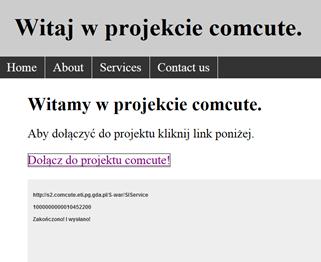 Witaj w projekcie comcute.
Home About Services Contact us
Witamy w projekcie comcute.
Aby dołączyć do projektu kliknij link poniżej.
Dołącz do projektu comcute!
http://s2.comcute.eti.pg.gda.pl/S-war/SIService
1000000000010452200
Zakończono! I wysłano!